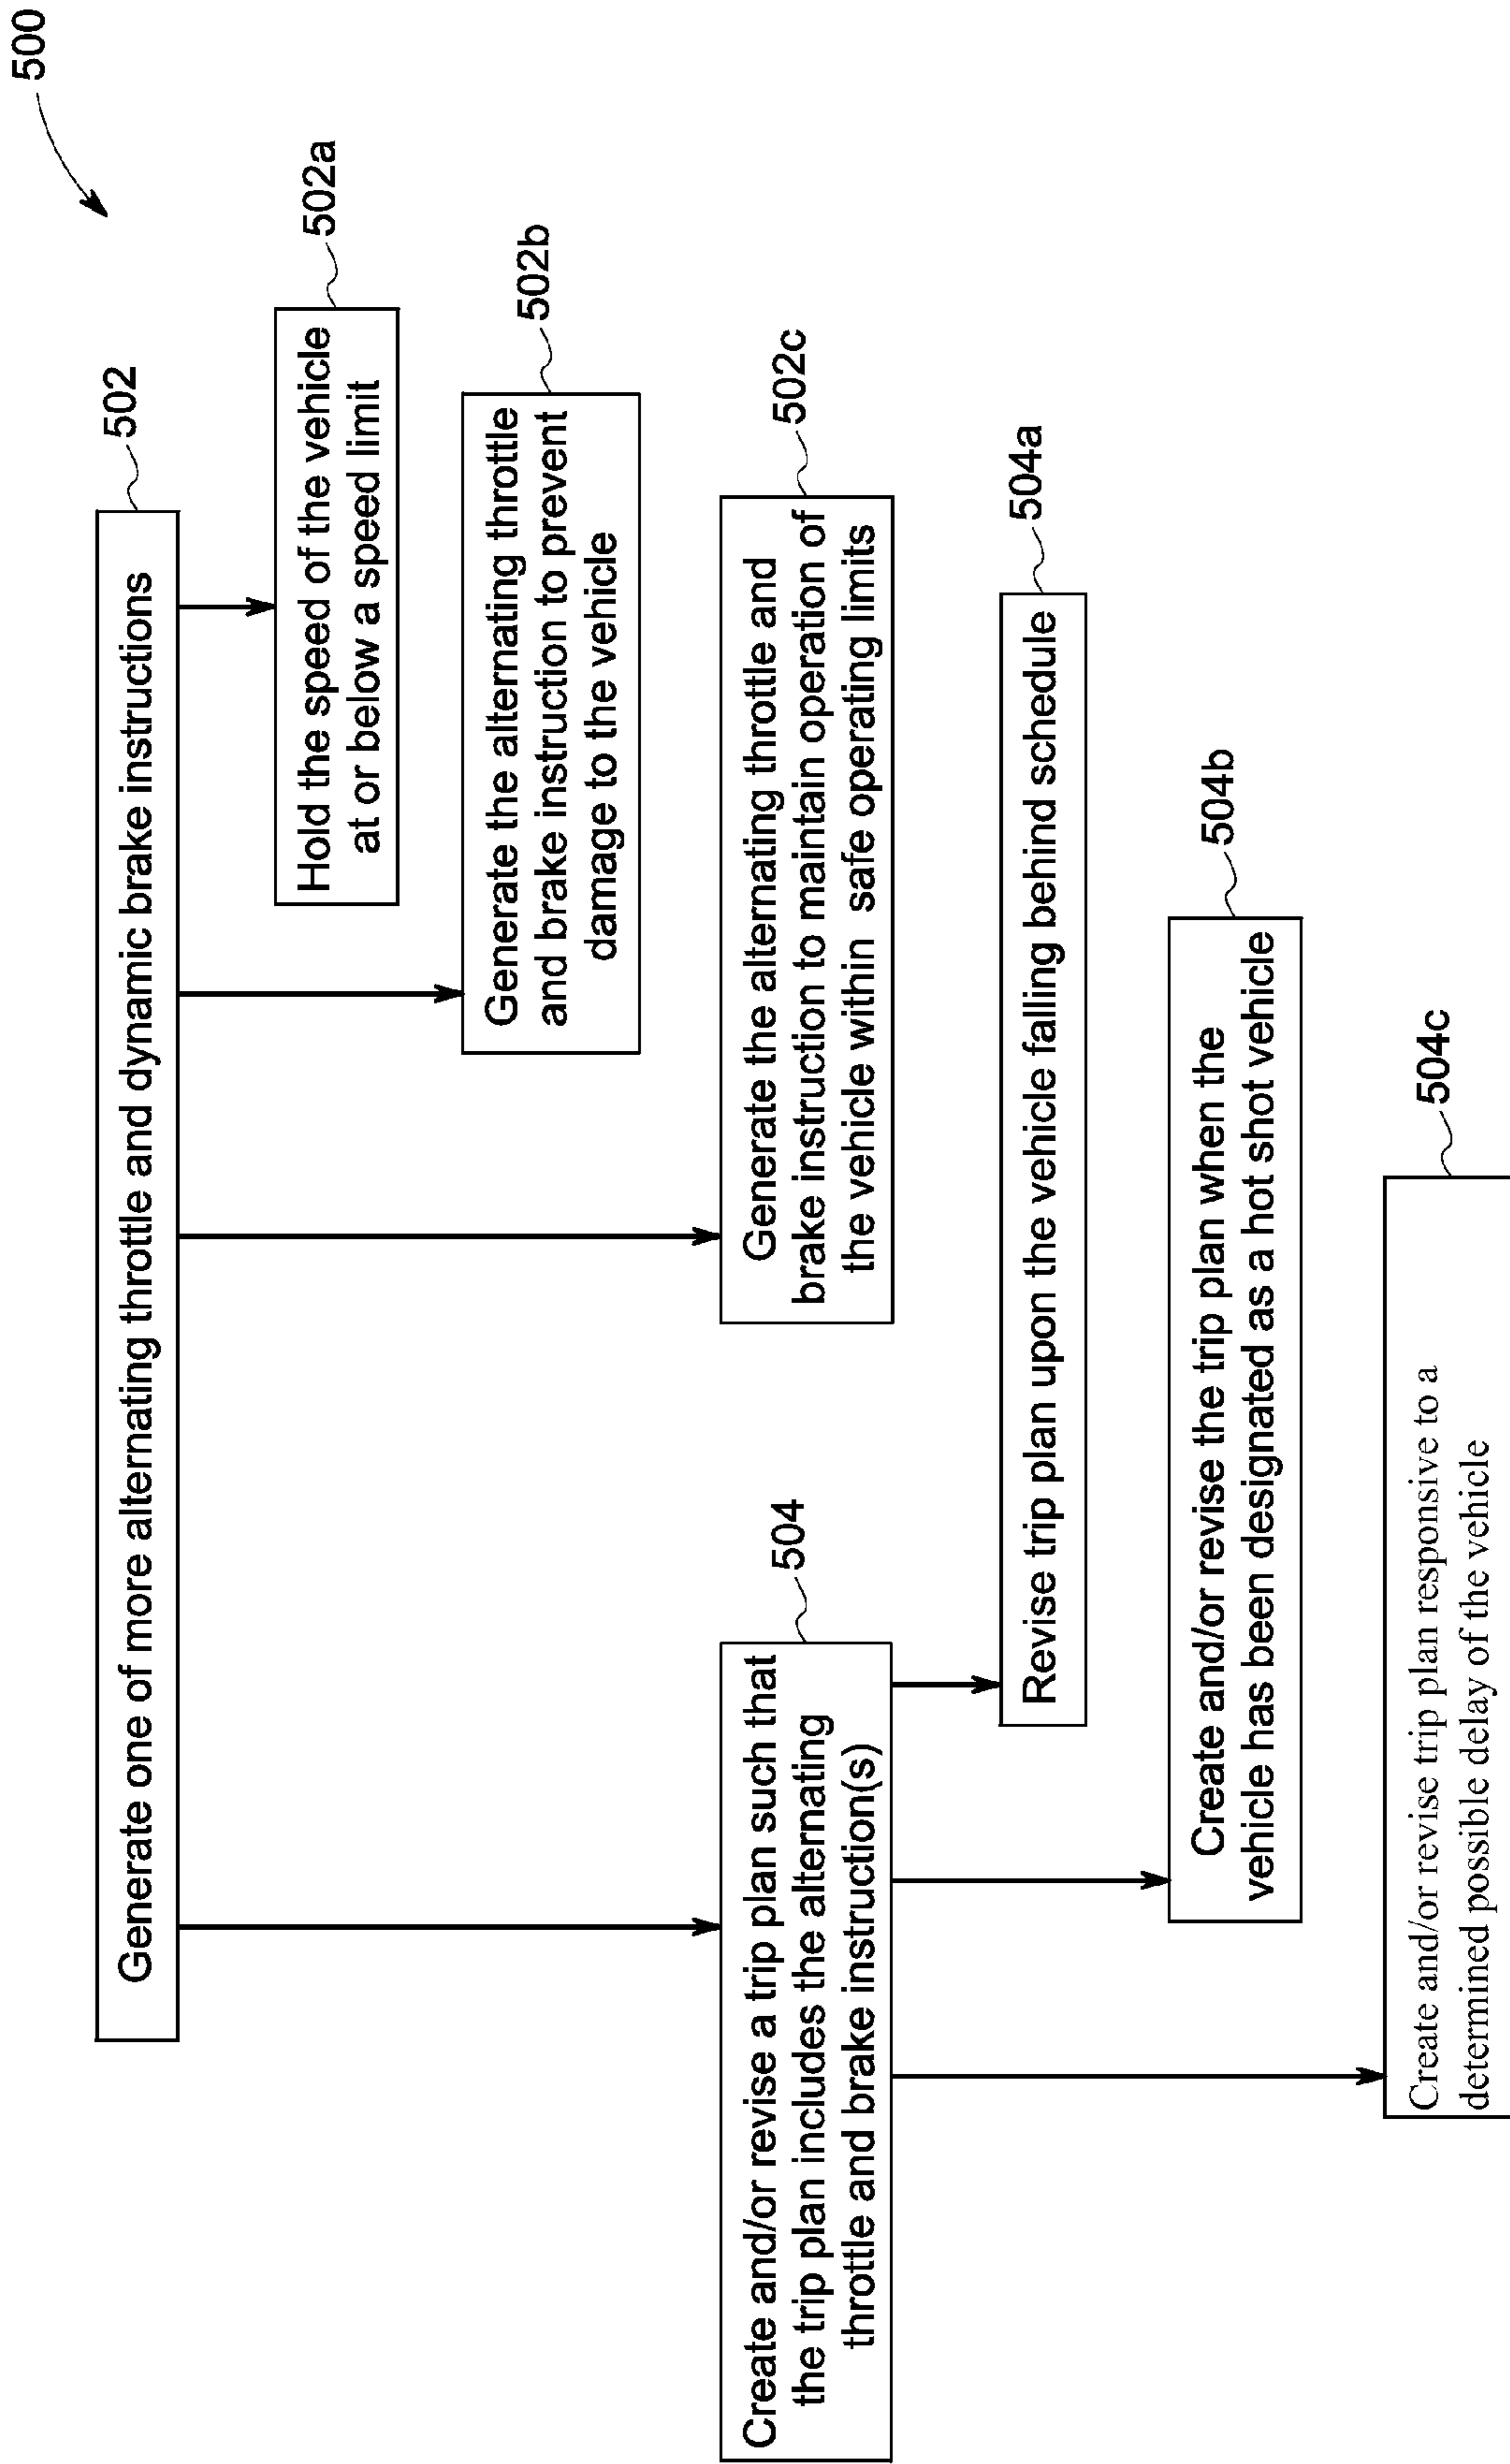 500
502
Generate one of more alternating throttle and dynamic brake instructions
502a
Hold the speed of the vehicle
at or below a speed limit
502b
Generate the alternating throttle
and brake instruction to prevent
damage to the vehicle
502c
Generate the alternating throttle and
brake instruction to maintain operation of
the vehicle within safe operating limits
504
Create and/or revise a trip plan such that
the trip plan includes the alternating
throttle and brake instruction(s)
504a
Revise trip plan upon the vehicle falling behind schedule
504b
Create and/or revise the trip plan when the
vehicle has been designated as a hot shot vehicle
504c
Create and/or revise trip plan responsive to a
determined possible delay of the vehicle